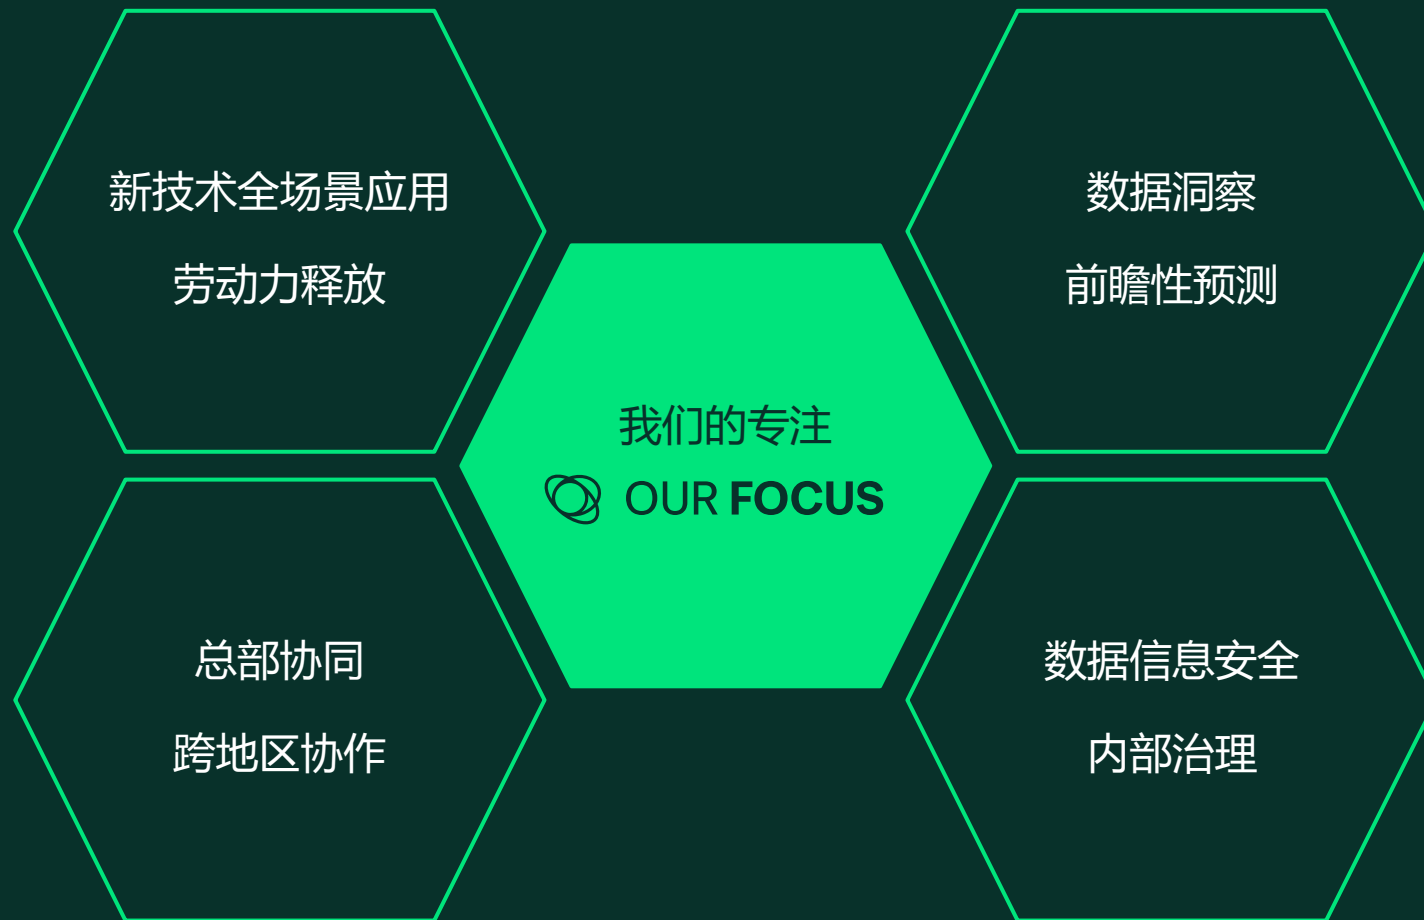 新技术全场景应用
劳动力释放
数据洞察
前瞻性预测
我们的专注
OUR FOCUS
总部协同
跨地区协作
数据信息安全
内部治理